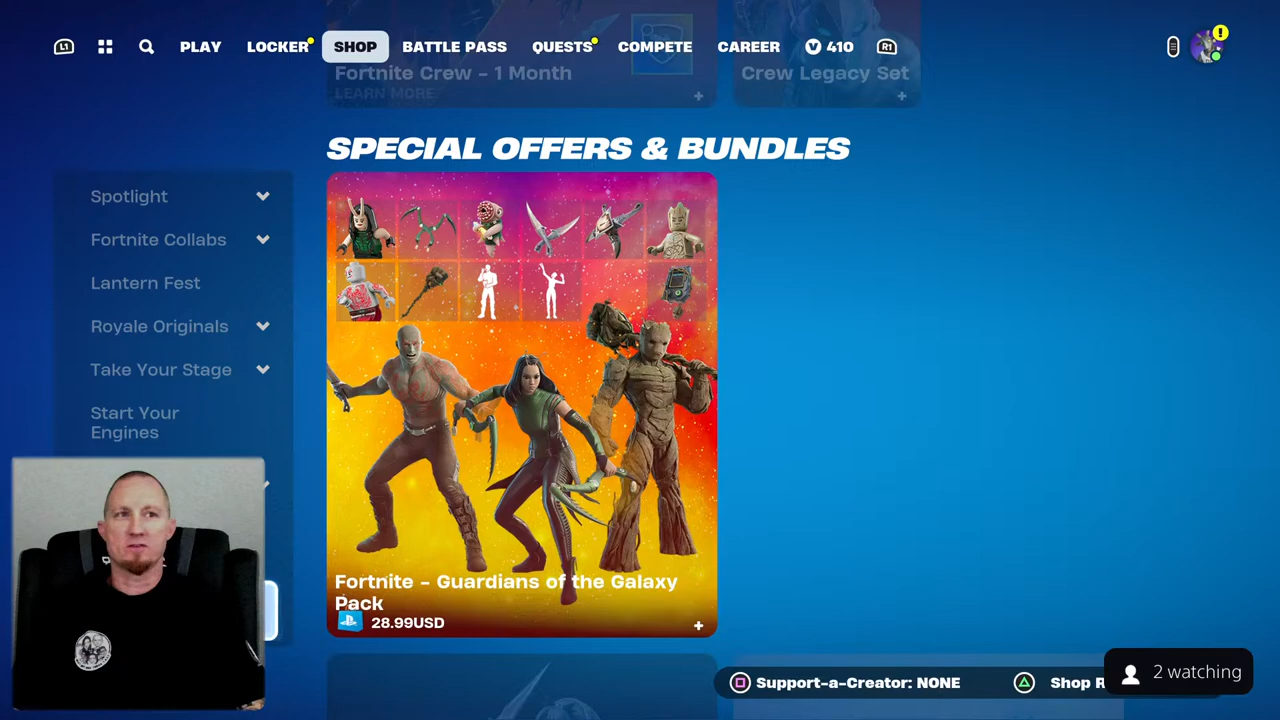 L1
PLAY
LOCKER
SHOP
BATTLE PASS
QUESTS
COMPETE
CAREER
V 410
R1
!
Fortnite Crew - 1 Month
LEARN MORE
+
Crew Legacy Set
+
SPECIAL OFFERS & BUNDLES
Spotlight
Fortnite Collabs
Lantern Fest
Royale Originals
Take Your Stage
Start Your
Engines
Fortnite - Guardians of the Galaxy
Pack
28.99USD
+
Support-a-Creator: NONE
Shop R
2 watching